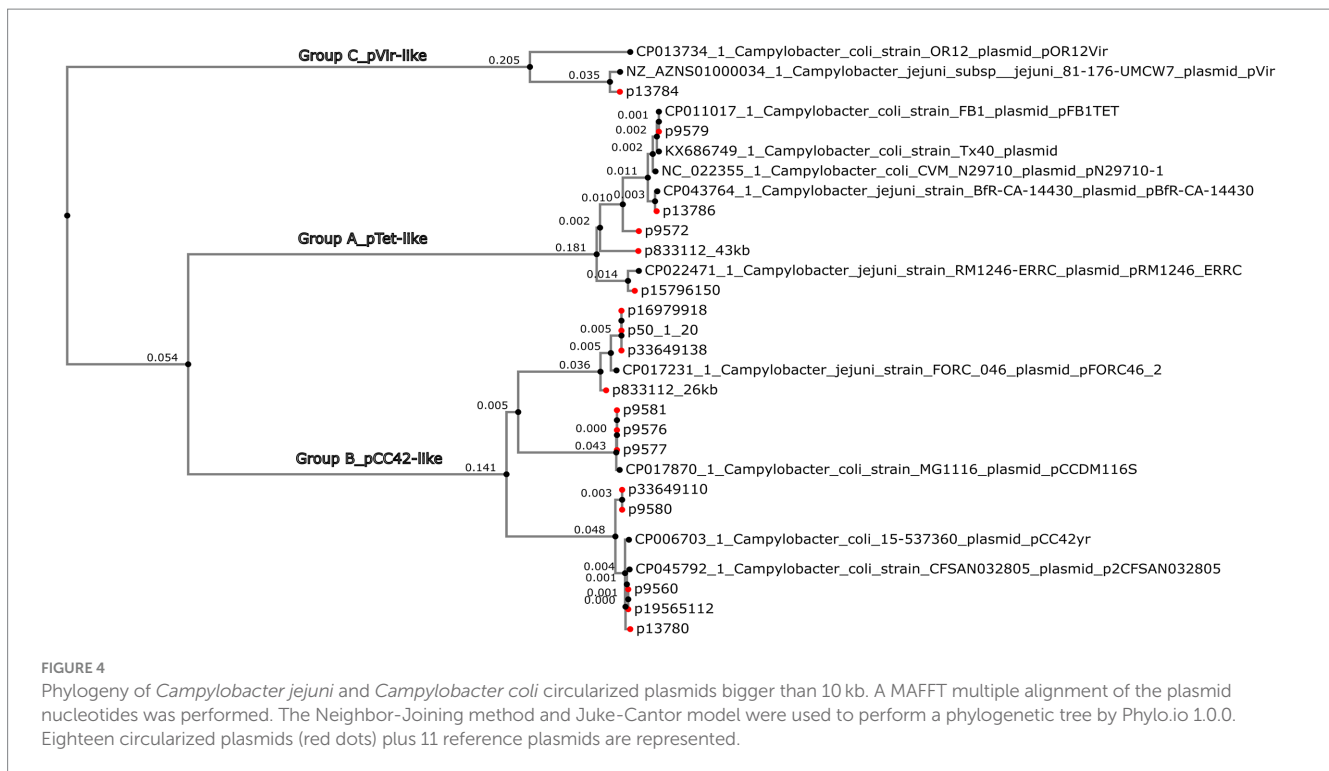 Group C_pVir-like
0.205
CP013734_1_Campylobacter_coli_strain_OR12_plasmid_pOR12Vir
0.035
NZ_AZNS01000034_1_Campylobacter_jejuni_subsp__jejuni_81-176-UMCW7_plasmid_pVir
p13784
0.001
CP011017_1_Campylobacter_coli_strain_FB1_plasmid_pFB1TET
0.002
p9579
0.002
KX686749_1_Campylobacter_coli_strain_Tx40_plasmid
0.011
NC_022355_1_Campylobacter_coli_CVM_N29710_plasmid_pN29710-1
0.010
0.003
CP043764_1_Campylobacter_jejuni_strain_BfR-CA-14430_plasmid_pBfR-CA-14430
p13786
0.002
p9572
Group A_pTet-like
0.181
p833112_43kb
0.014
CP022471_1_Campylobacter_jejuni_strain_RM1246-ERRC_plasmid_pRM1246_ERRC
p15796150
p16979918
0.005
p50_1_20
0.005
p33649138
0.054
0.036
CP017231_1_Campylobacter_jejuni_strain_FORC_046_plasmid_pFORC46_2
p833112_26kb
0.005
p9581
0.000
p9576
0.043
p9577
Group B_pCC42-like
0.141
CP017870_1_Campylobacter_coli_strain_MG1116_plasmid_pCCDM116S
0.003
p33649110
p9580
0.048
CP006703_1_Campylobacter_coli_15-537360_plasmid_pCC42yr
0.004
CP045792_1_Campylobacter_coli_strain_CFSAN032805_plasmid_p2CFSAN032805
0.001
p9560
0.001
0.000
p19565112
p13780
FIGURE 4
Phylogeny of Campylobacter jejuni and Campylobacter coli circularized plasmids bigger than 10 kb. A MAFFT multiple alignment of the plasmid
nucleotides was performed. The Neighbor-Joining method and Juke-Cantor model were used to perform a phylogenetic tree by Phylo.io 1.0.0.
Eighteen circularized plasmids (red dots) plus 11 reference plasmids are represented.